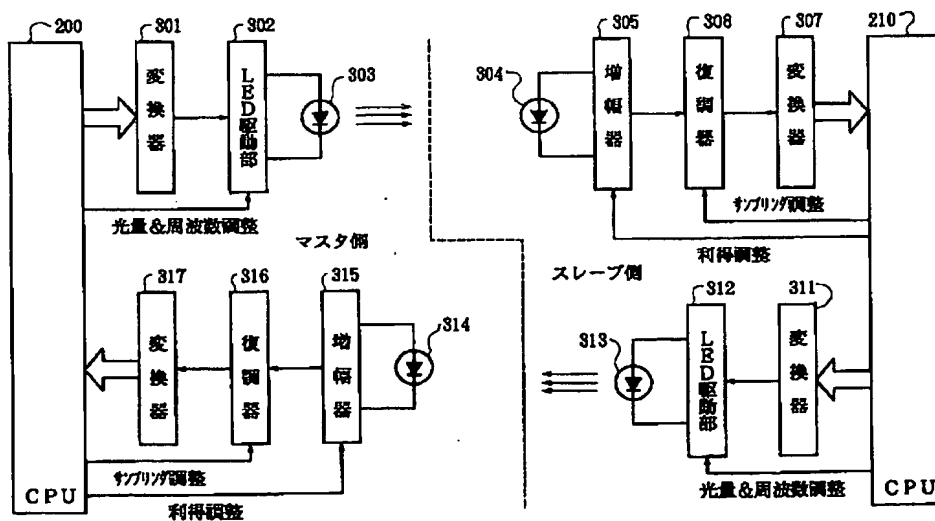 200
301
302
305
308
307
210
変換器
LED駆動部
303
304
増幅器
復調器
変換器
光量&周波数調整
サンプリング調整
マスタ側
利得調整
スレーブ側
317
316
315
312
311
変換器
復調器
増幅器
314
313
LED駆動部
変換器
サンプリング調整
光量&周波数調整
CPU
利得調整
CPU